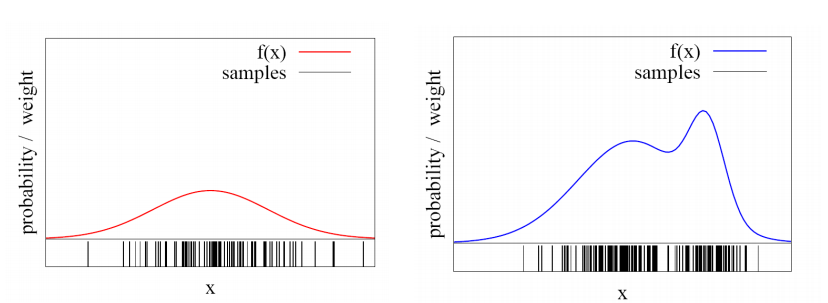 f(x)
samples
probability / weight
x
f(x)
samples
probability / weight
x